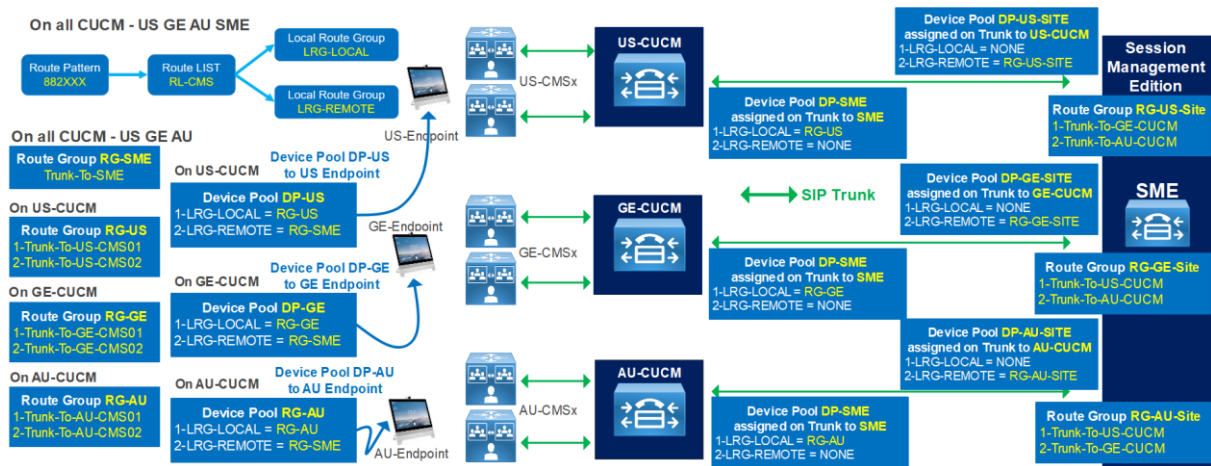 On all CUCM - US GE AU SME
Route Pattern
882XXX
Route LIST
RL-CMS
Local Route Group
LRG-LOCAL
Local Route Group
LRG-REMOTE
On all CUCM - US GE AU
Route Group RG-SME
Trunk-To-SME
On US-CUCM
Route Group RG-US
1-Trunk-To-US-CMS01
2-Trunk-To-US-CMS02
On GE-CUCM
Route Group RG-GE
1-Trunk-To-GE-CMS01
2-Trunk-To-GE-CMS02
On AU-CUCM
Route Group RG-AU
1-Trunk-To-AU-CMS01
2-Trunk-To-AU-CMS02
On US-CUCM
Device Pool DP-US
to US Endpoint
Device Pool DP-US
1-LRG-LOCAL = RG-US
2-LRG-REMOTE = RG-SME
On GE-CUCM
Device Pool DP-GE
to GE Endpoint
Device Pool DP-GE
1-LRG-LOCAL = RG-GE
2-LRG-REMOTE = RG-SME
On AU-CUCM
Device Pool DP-AU
to AU Endpoint
Device Pool RG-AU
1-LRG-LOCAL = RG-AU
2-LRG-REMOTE = RG-SME
US-Endpoint
GE-Endpoint
AU-Endpoint
US-CMSx
GE-CMSx
AU-CMSx
US-CUCM
GE-CUCM
AU-CUCM
Device Pool DP-US-SITE
assigned on Trunk to US-CUCM
1-LRG-LOCAL = NONE
2-LRG-REMOTE = RG-US-SITE
Device Pool DP-SME
assigned on Trunk to SME
1-LRG-LOCAL = RG-US
2-LRG-REMOTE = NONE
SIP Trunk
Device Pool DP-GE-SITE
assigned on Trunk to GE-CUCM
1-LRG-LOCAL = NONE
2-LRG-REMOTE = RG-GE-SITE
Device Pool DP-SME
assigned on Trunk to SME
1-LRG-LOCAL = RG-GE
2-LRG-REMOTE = NONE
Device Pool DP-AU-SITE
assigned on Trunk to AU-CUCM
1-LRG-LOCAL = NONE
2-LRG-REMOTE = RG-AU-SITE
Device Pool DP-SME
assigned on Trunk to SME
1-LRG-LOCAL = RG-AU
2-LRG-REMOTE = NONE
Session
Management
Edition
Route Group RG-US-Site
1-Trunk-To-GE-CUCM
2-Trunk-To-AU-CUCM
SME
Route Group RG-GE-Site
1-Trunk-To-US-CUCM
2-Trunk-To-AU-CUCM
Route Group RG-AU-Site
1-Trunk-To-US-CUCM
2-Trunk-To-GE-CUCM